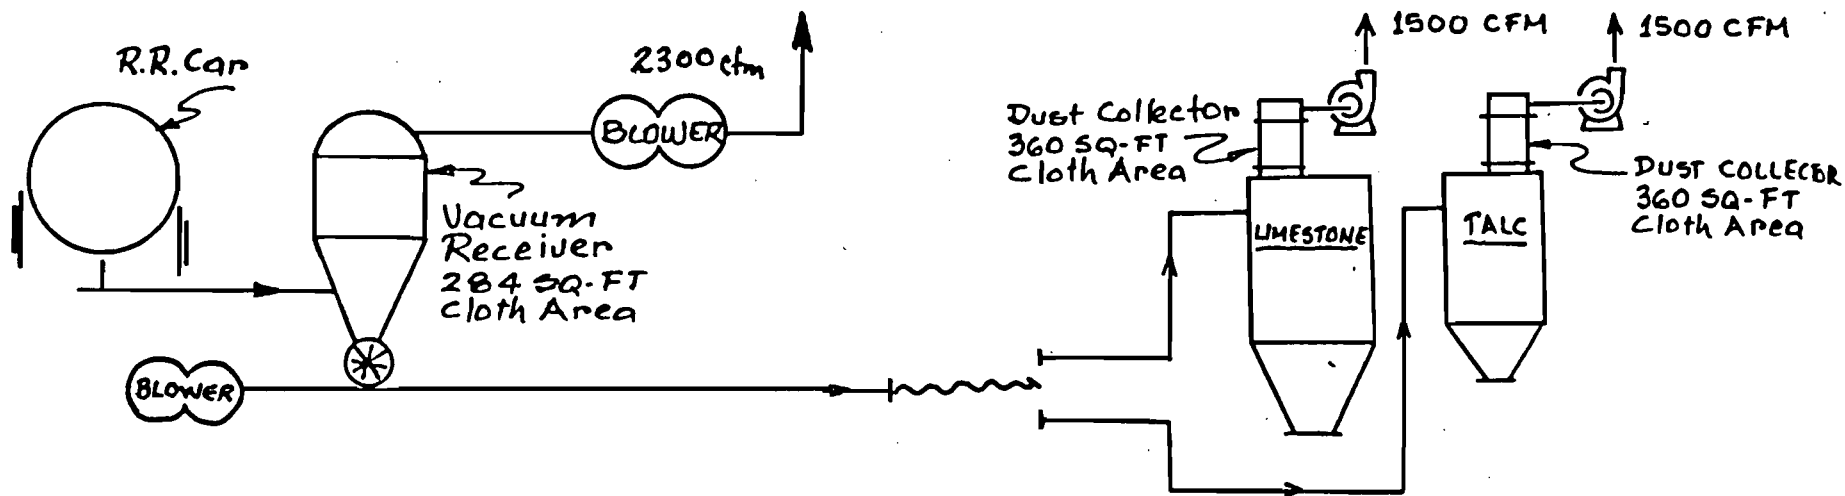 R.R.Car
2300 cfm
BLOWER
Vacuum
Receiver
284 SQ-FT
Cloth Area
BLOWER
1500 CFM
Dust Collector
360 SQ-FT
Cloth Area
LIMESTONE
1500 CFM
DUST COLLECOR
360 SQ-FT
Cloth Area
TALC